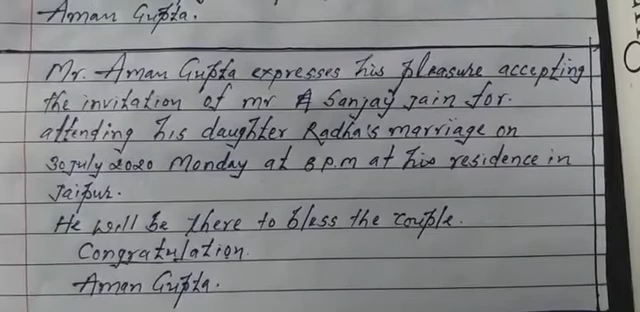 Aman Gupta.
Mr. Aman Gupta expresses his pleasure accepting
the invitation of mr A Sanjay Jain for.
attending his daughter Radha's marriage on
30 July 2020 Monday at 8 p.m at his residence in
Jaipur.
He will be there to bless the couple.
Congratulation.
Aman Gupta.